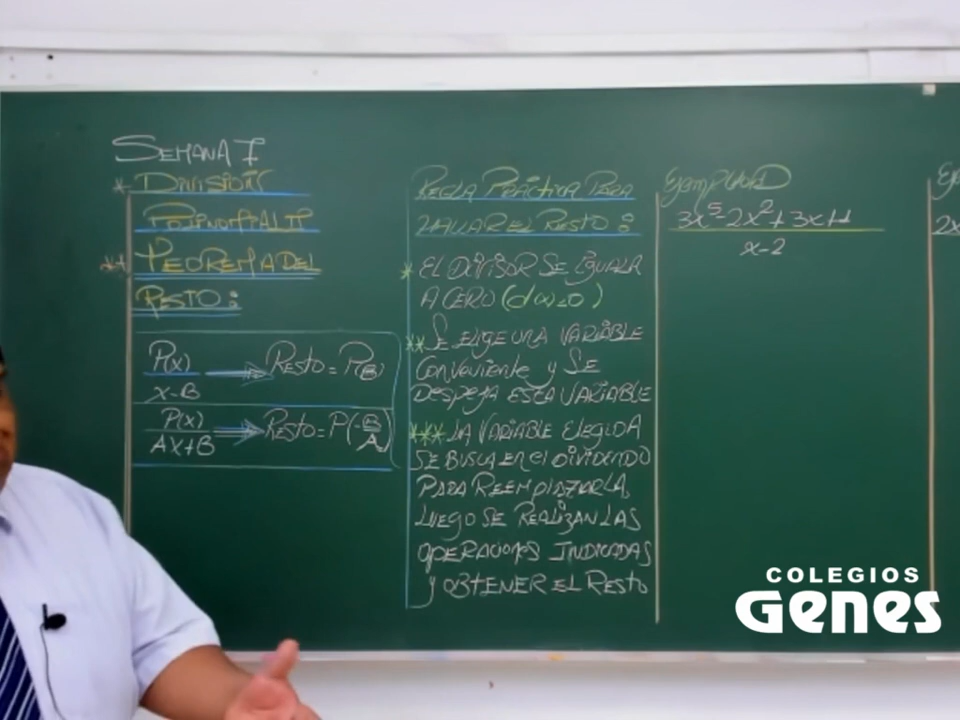 SEMANA 7
* DIVISIÓN
POLINOMIAL II
** TEOREMA DEL
RESTO:
P(x)
x-B
Resto = P(B)
P(x)
Ax+B
Resto = P(-B/A)
REGLA PRÁCTICA PARA
HALLAR EL RESTO:
* EL DIVISOR SE IGUALA
A CERO (d(x)=0)
** SE ELIGE UNA VARIABLE
CONVENIENTE Y SE
DESPEJA ESTA VARIABLE
*** LA VARIABLE ELEGIDA
SE BUSCA EN EL DIVIDENDO
PARA REEMPLAZARLA,
LUEGO SE REALIZAN LAS
OPERACIONES INDICADAS
Y OBTENER EL RESTO
3x⁵-2x²+3x+1
x-2
2x
COLEGIOS
Genes